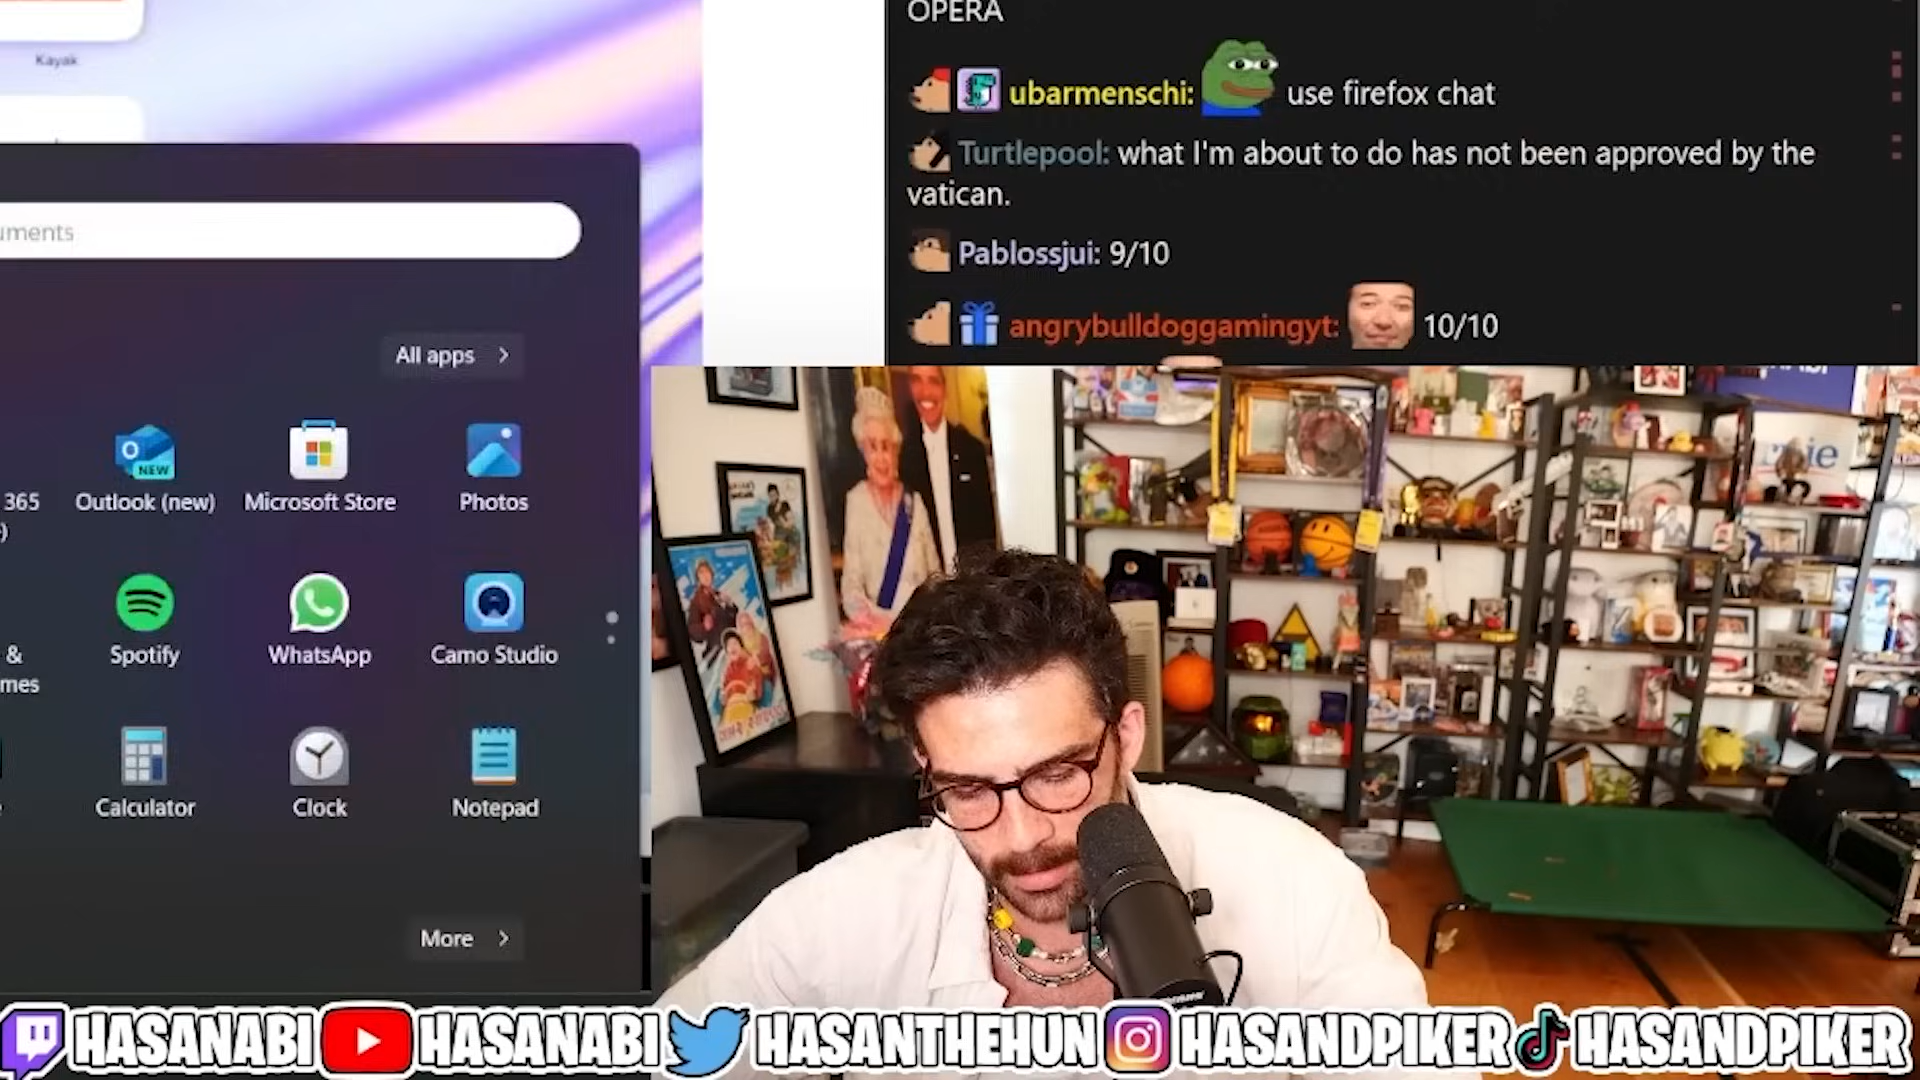 Kayak
OPERA
ubarmenschi: use firefox chat
Turtlepool: what I'm about to do has not been approved by the
vatican.
Pablossjui: 9/10
angrybulldoggamingyt: 10/10
uments
All apps
365
Outlook (new)
Microsoft Store
Photos
NEW
)
&
mes
Spotify
WhatsApp
Camo Studio
Calculator
Clock
Notepad
More
HASANABI HASANABI HASANTHEHUN HASANDPIKER HASANDPIKER